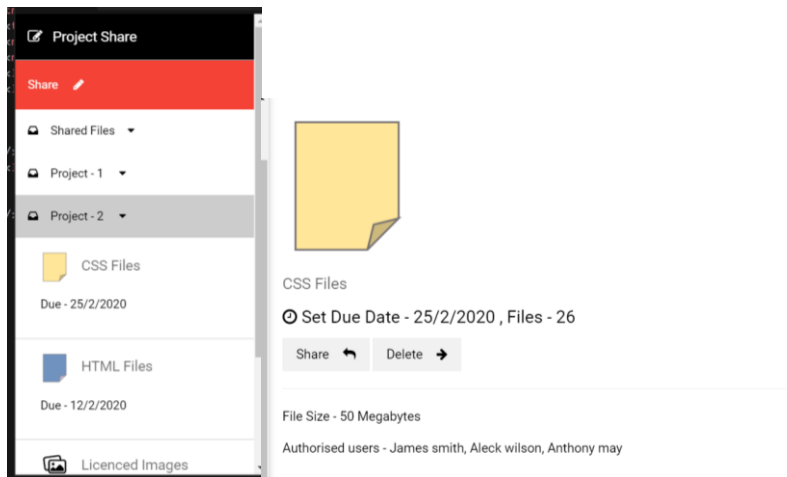 Project Share
Share
Shared Files
Project - 1
Project - 2
CSS Files
Due - 25/2/2020
HTML Files
Due - 12/2/2020
Licenced Images
CSS Files
Set Due Date - 25/2/2020 , Files - 26
Share
Delete
File Size - 50 Megabytes
Authorised users - James smith, Aleck wilson, Anthony may